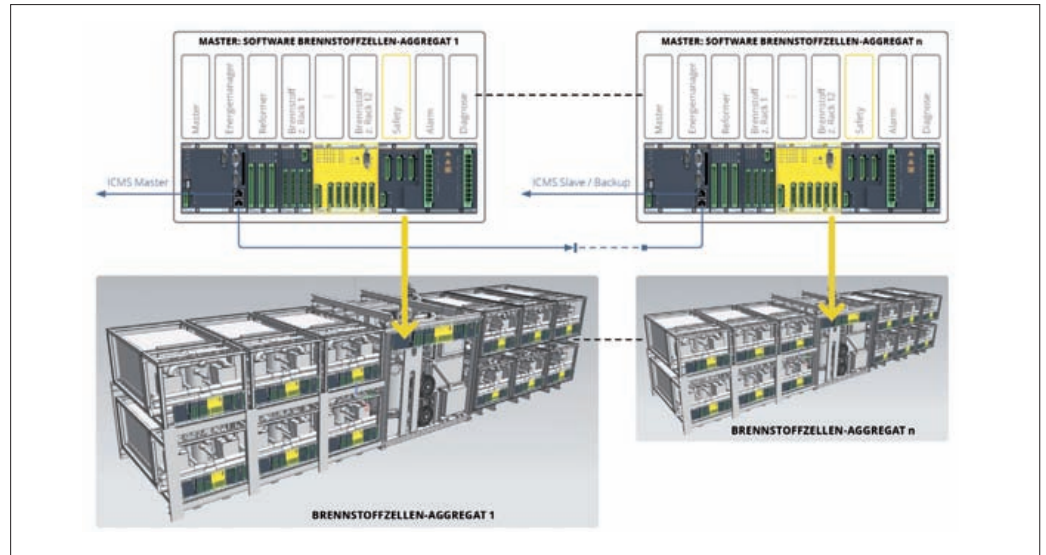 MASTER: SOFTWARE BRENNSTOFFZELLEN-AGGREGAT 1
Master
Energiemanager
Reformer
Brennstoff
z. Rack 1
...
Brennstoff
z. Rack 12
Safety
Alarm
Diagnose
MASTER: SOFTWARE BRENNSTOFFZELLEN-AGGREGAT n
Master
Energiemanager
Reformer
Brennstoff
z. Rack 1
...
Brennstoff
z. Rack 12
Safety
Alarm
Diagnose
ICMS Master
ICMS Slave / Backup
BRENNSTOFFZELLEN-AGGREGAT 1
BRENNSTOFFZELLEN-AGGREGAT n